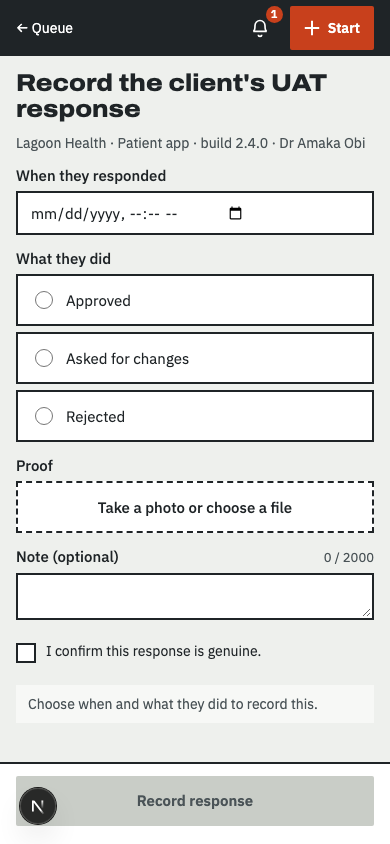 ← Queue
1
+ Start
Record the client's UAT
response
Lagoon Health · Patient app · build 2.4.0 · Dr Amaka Obi
When they responded
mm/dd/yyyy, --:-- --
What they did
Approved
Asked for changes
Rejected
Proof
Take a photo or choose a file
Note (optional)
0 / 2000
I confirm this response is genuine.
Choose when and what they did to record this.
N
Record response